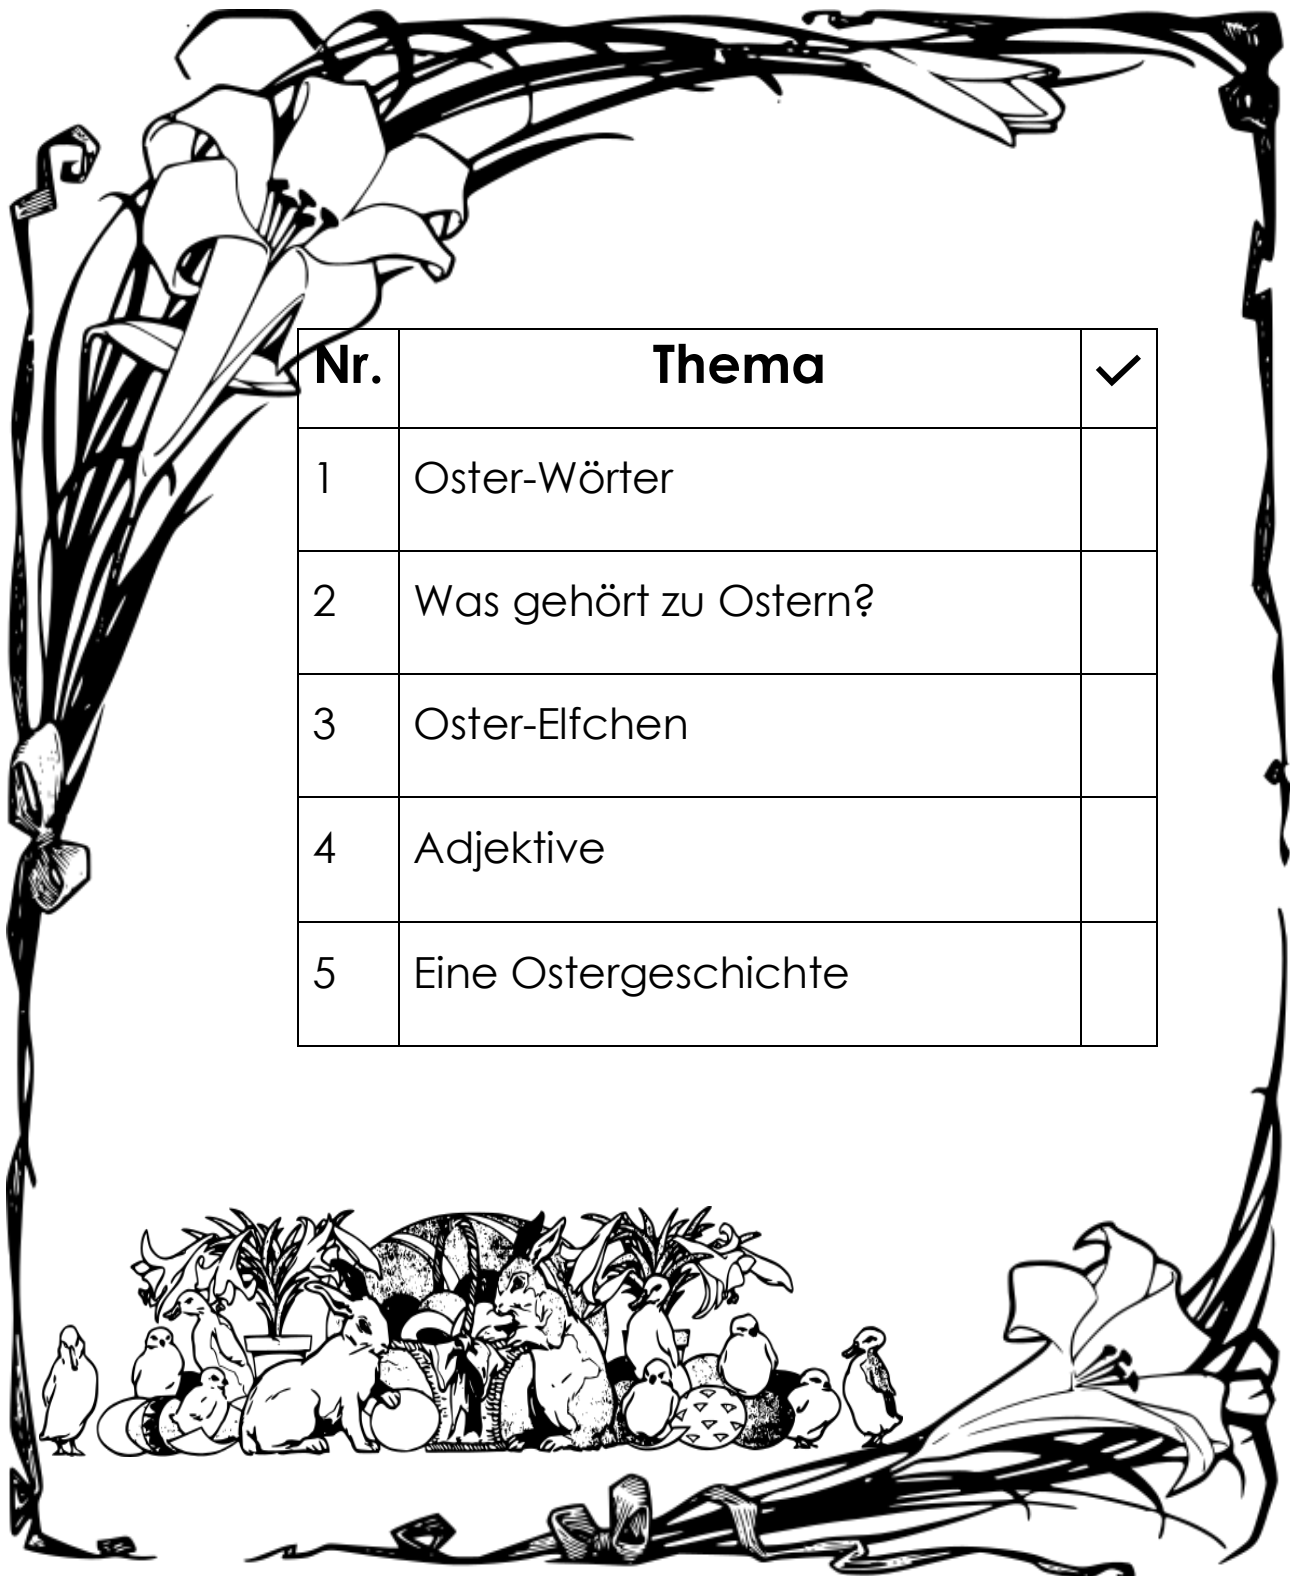 Nr. Thema ✓
1 Oster-Wörter
2 Was gehört zu Ostern?
3 Oster-Elfchen
4 Adjektive
5 Eine Ostergeschichte